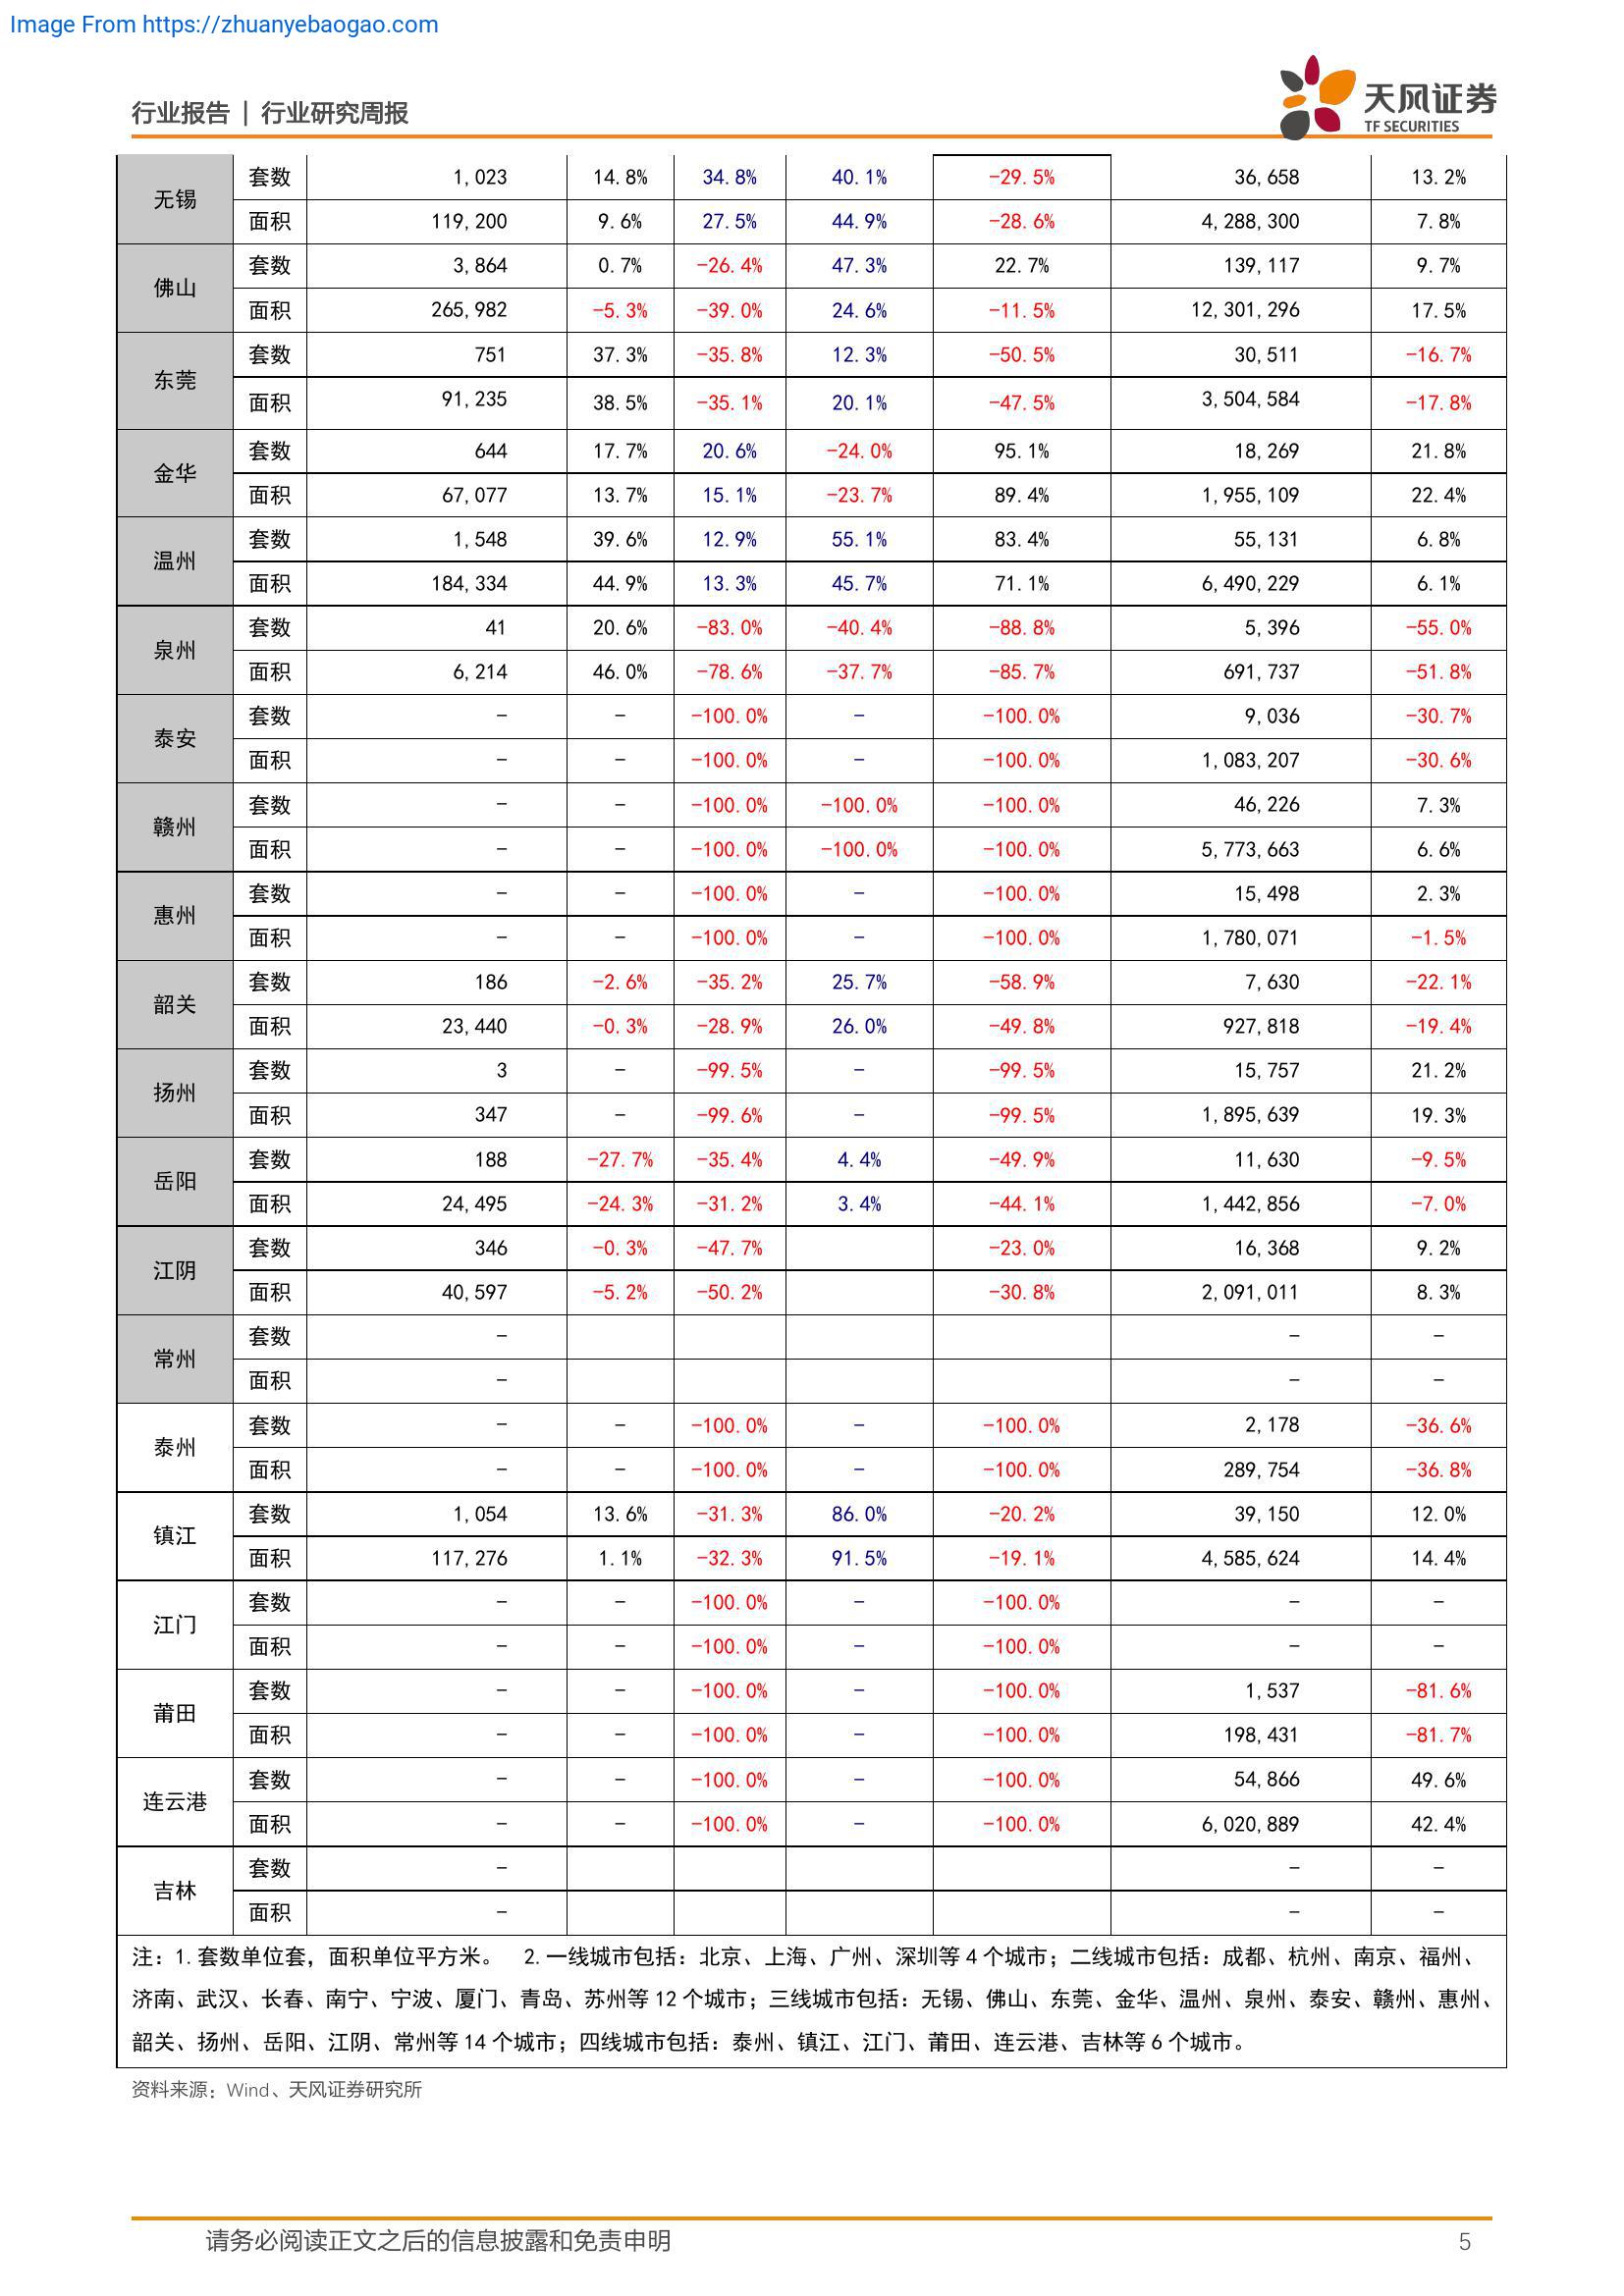 Image From https://zhuanyebaogao.com
行业报告 | 行业研究周报
天风证券
TF SECURITIES
无锡
套数 1,023 14.8% 34.8% 40.1% -29.5% 36,658 13.2%
面积 119,200 9.6% 27.5% 44.9% -28.6% 4,288,300 7.8%
佛山
套数 3,864 0.7% -26.4% 47.3% 22.7% 139,117 9.7%
面积 265,982 -5.3% -39.0% 24.6% -11.5% 12,301,296 17.5%
东莞
套数 751 37.3% -35.8% 12.3% -50.5% 30,511 -16.7%
面积 91,235 38.5% -35.1% 20.1% -47.5% 3,504,584 -17.8%
金华
套数 644 17.7% 20.6% -24.0% 95.1% 18,269 21.8%
面积 67,077 13.7% 15.1% -23.7% 89.4% 1,955,109 22.4%
温州
套数 1,548 39.6% 12.9% 55.1% 83.4% 55,131 6.8%
面积 184,334 44.9% 13.3% 45.7% 71.1% 6,490,229 6.1%
泉州
套数 41 20.6% -83.0% -40.4% -88.8% 5,396 -55.0%
面积 6,214 46.0% -78.6% -37.7% -85.7% 691,737 -51.8%
泰安
套数 - - -100.0% - -100.0% 9,036 -30.7%
面积 - - -100.0% - -100.0% 1,083,207 -30.6%
赣州
套数 - - -100.0% -100.0% -100.0% 46,226 7.3%
面积 - - -100.0% -100.0% -100.0% 5,773,663 6.6%
惠州
套数 - - -100.0% - -100.0% 15,498 2.3%
面积 - - -100.0% - -100.0% 1,780,071 -1.5%
韶关
套数 186 -2.6% -35.2% 25.7% -58.9% 7,630 -22.1%
面积 23,440 -0.3% -28.9% 26.0% -49.8% 927,818 -19.4%
扬州
套数 3 - -99.5% - -99.5% 15,757 21.2%
面积 347 - -99.6% - -99.5% 1,895,639 19.3%
岳阳
套数 188 -27.7% -35.4% 4.4% -49.9% 11,630 -9.5%
面积 24,495 -24.3% -31.2% 3.4% -44.1% 1,442,856 -7.0%
江阴
套数 346 -0.3% -47.7% -23.0% 16,368 9.2%
面积 40,597 -5.2% -50.2% -30.8% 2,091,011 8.3%
常州
套数 - - -
面积 - - -
泰州
套数 - - -100.0% - -100.0% 2,178 -36.6%
面积 - - -100.0% - -100.0% 289,754 -36.8%
镇江
套数 1,054 13.6% -31.3% 86.0% -20.2% 39,150 12.0%
面积 117,276 1.1% -32.3% 91.5% -19.1% 4,585,624 14.4%
江门
套数 - - -100.0% - -100.0% - -
面积 - - -100.0% - -100.0% - -
莆田
套数 - - -100.0% - -100.0% 1,537 -81.6%
面积 - - -100.0% - -100.0% 198,431 -81.7%
连云港
套数 - - -100.0% - -100.0% 54,866 49.6%
面积 - - -100.0% - -100.0% 6,020,889 42.4%
吉林
套数 - - -
面积 - - -
注：1.套数单位套，面积单位平方米。 2.一线城市包括：北京、上海、广州、深圳等 4 个城市；二线城市包括：成都、杭州、南京、福州、
济南、武汉、长春、南宁、宁波、厦门、青岛、苏州等 12 个城市；三线城市包括：无锡、佛山、东莞、金华、温州、泉州、泰安、赣州、惠州、
韶关、扬州、岳阳、江阴、常州等 14 个城市；四线城市包括：泰州、镇江、江门、莆田、连云港、吉林等 6 个城市。
资料来源：Wind、天风证券研究所
请务必阅读正文之后的信息披露和免责申明 5